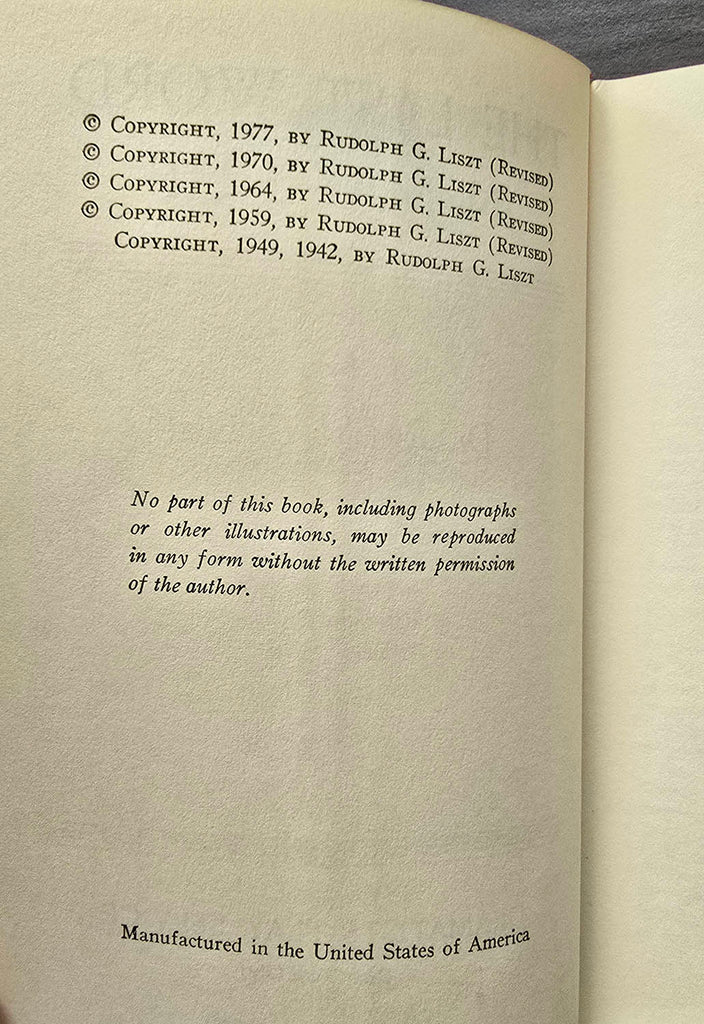 © Copyright, 1977, by Rudolph G. Liszt (Revised)
© Copyright, 1970, by Rudolph G. Liszt (Revised)
© Copyright, 1964, by Rudolph G. Liszt (Revised)
© Copyright, 1959, by Rudolph G. Liszt (Revised)
Copyright, 1949, 1942, by Rudolph G. Liszt
No part of this book, including photographs
or other illustrations, may be reproduced
in any form without the written permission
of the author.
Manufactured in the United States of America